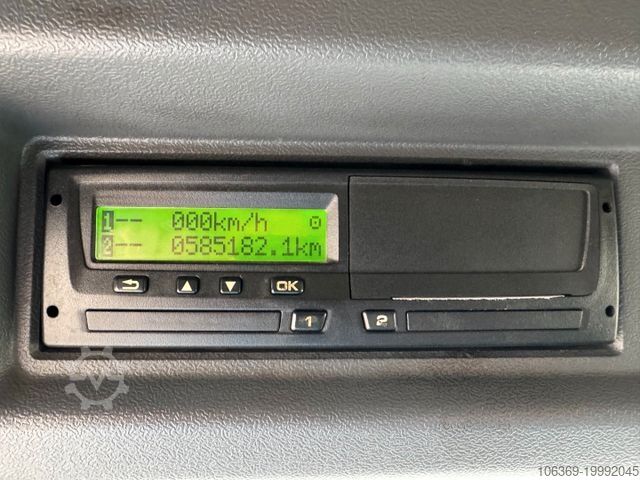 1-- 000km/h
2-- 0585182.1km
OK
1
2
106369-19992045